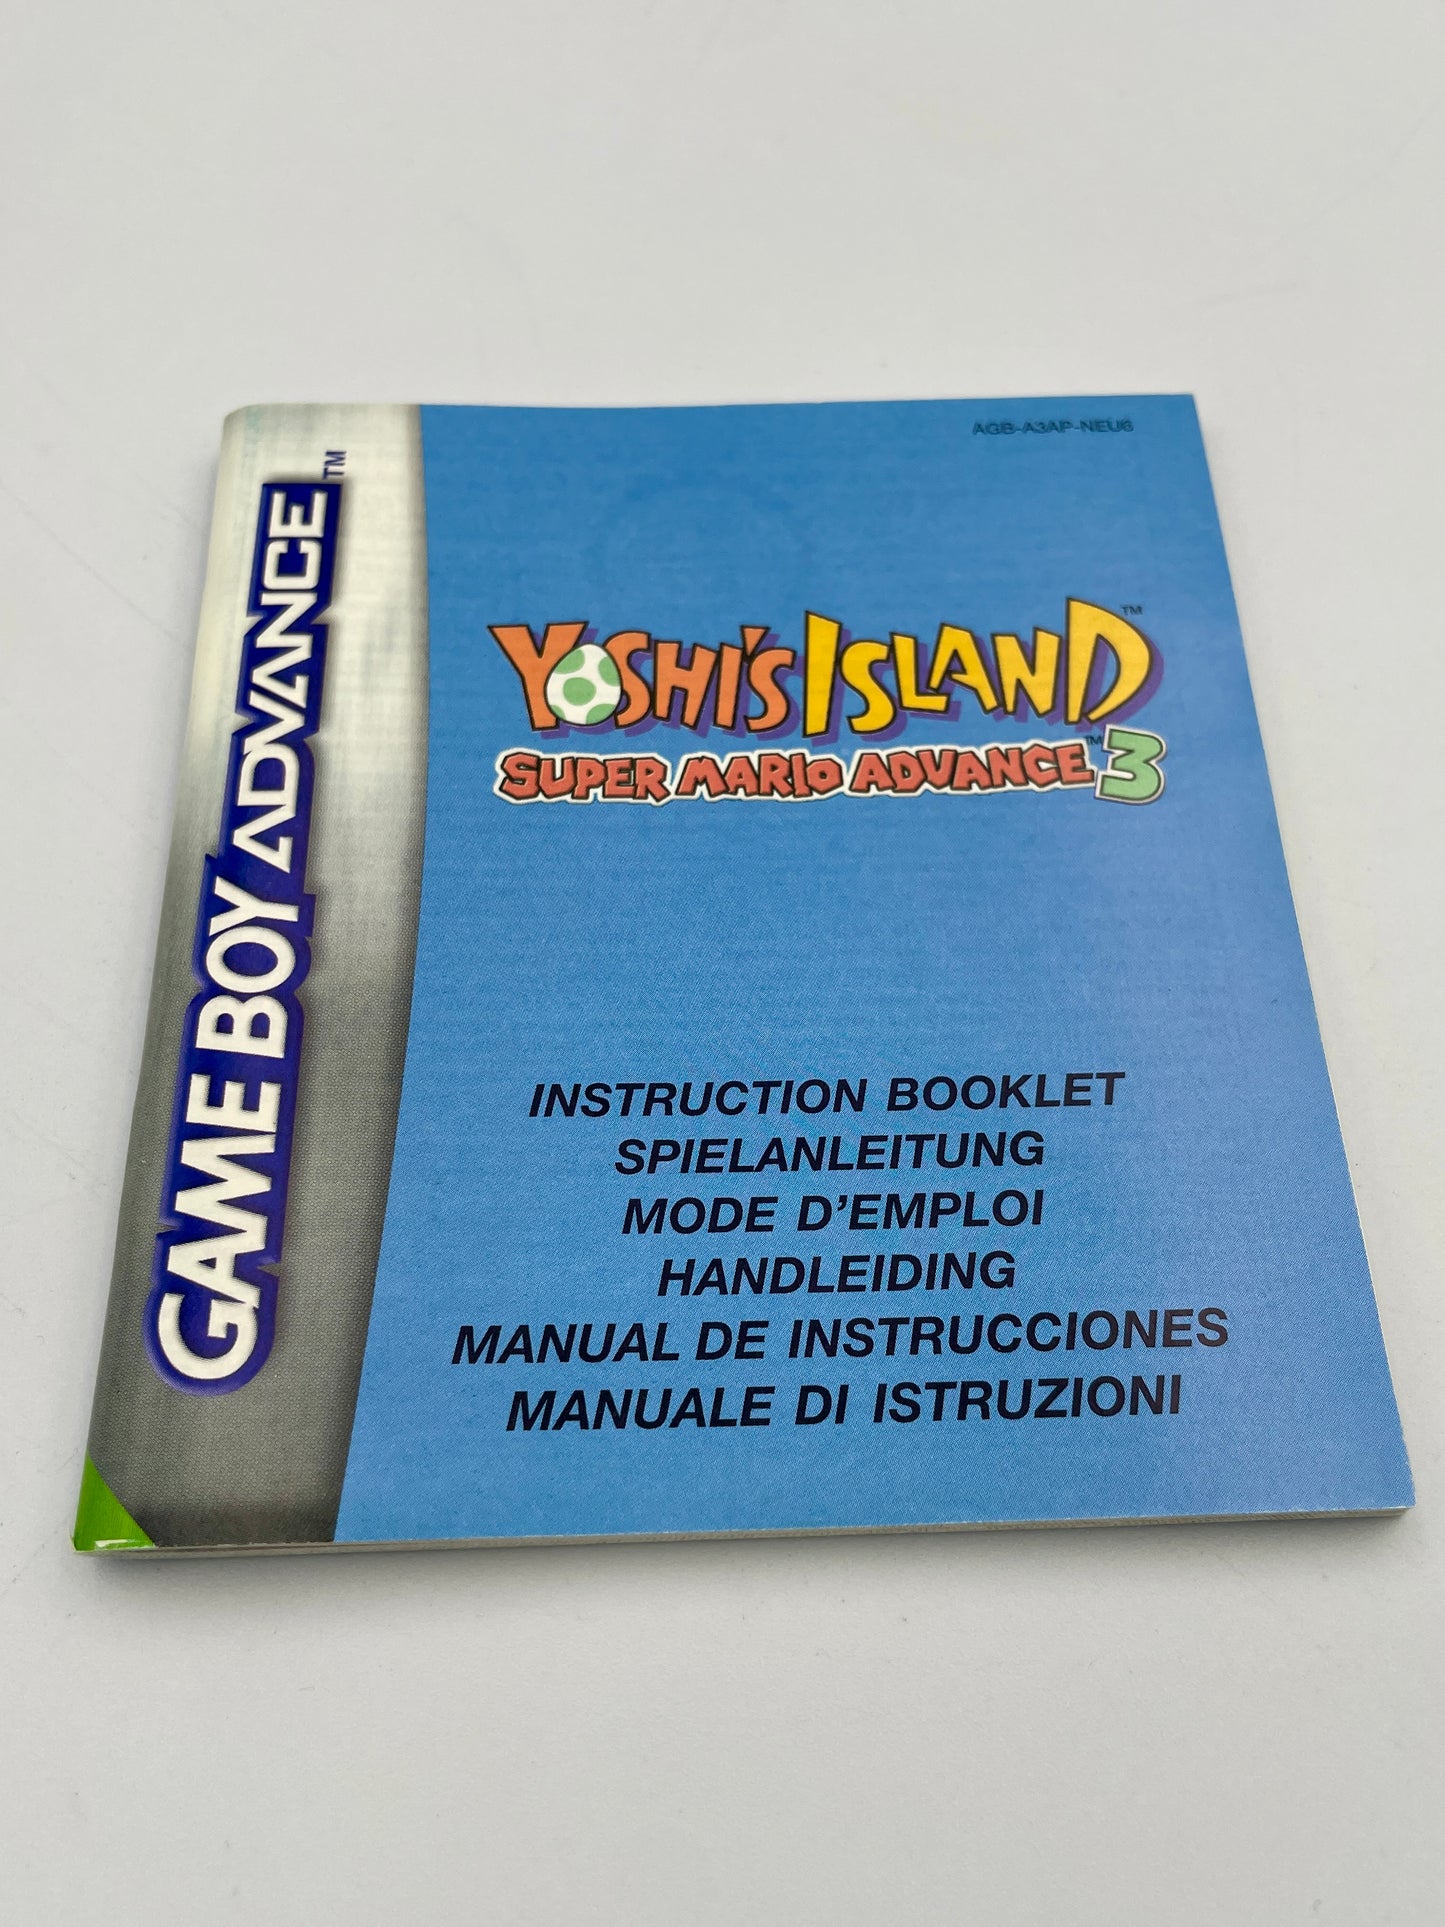 AGB-A3AP-NEU6
GAME BOY ADVANCE™
YOSHI'S ISLAND™
SUPER MARIO ADVANCE™ 3
INSTRUCTION BOOKLET
SPIELANLEITUNG
MODE D'EMPLOI
HANDLEIDING
MANUAL DE INSTRUCCIONES
MANUALE DI ISTRUZIONI